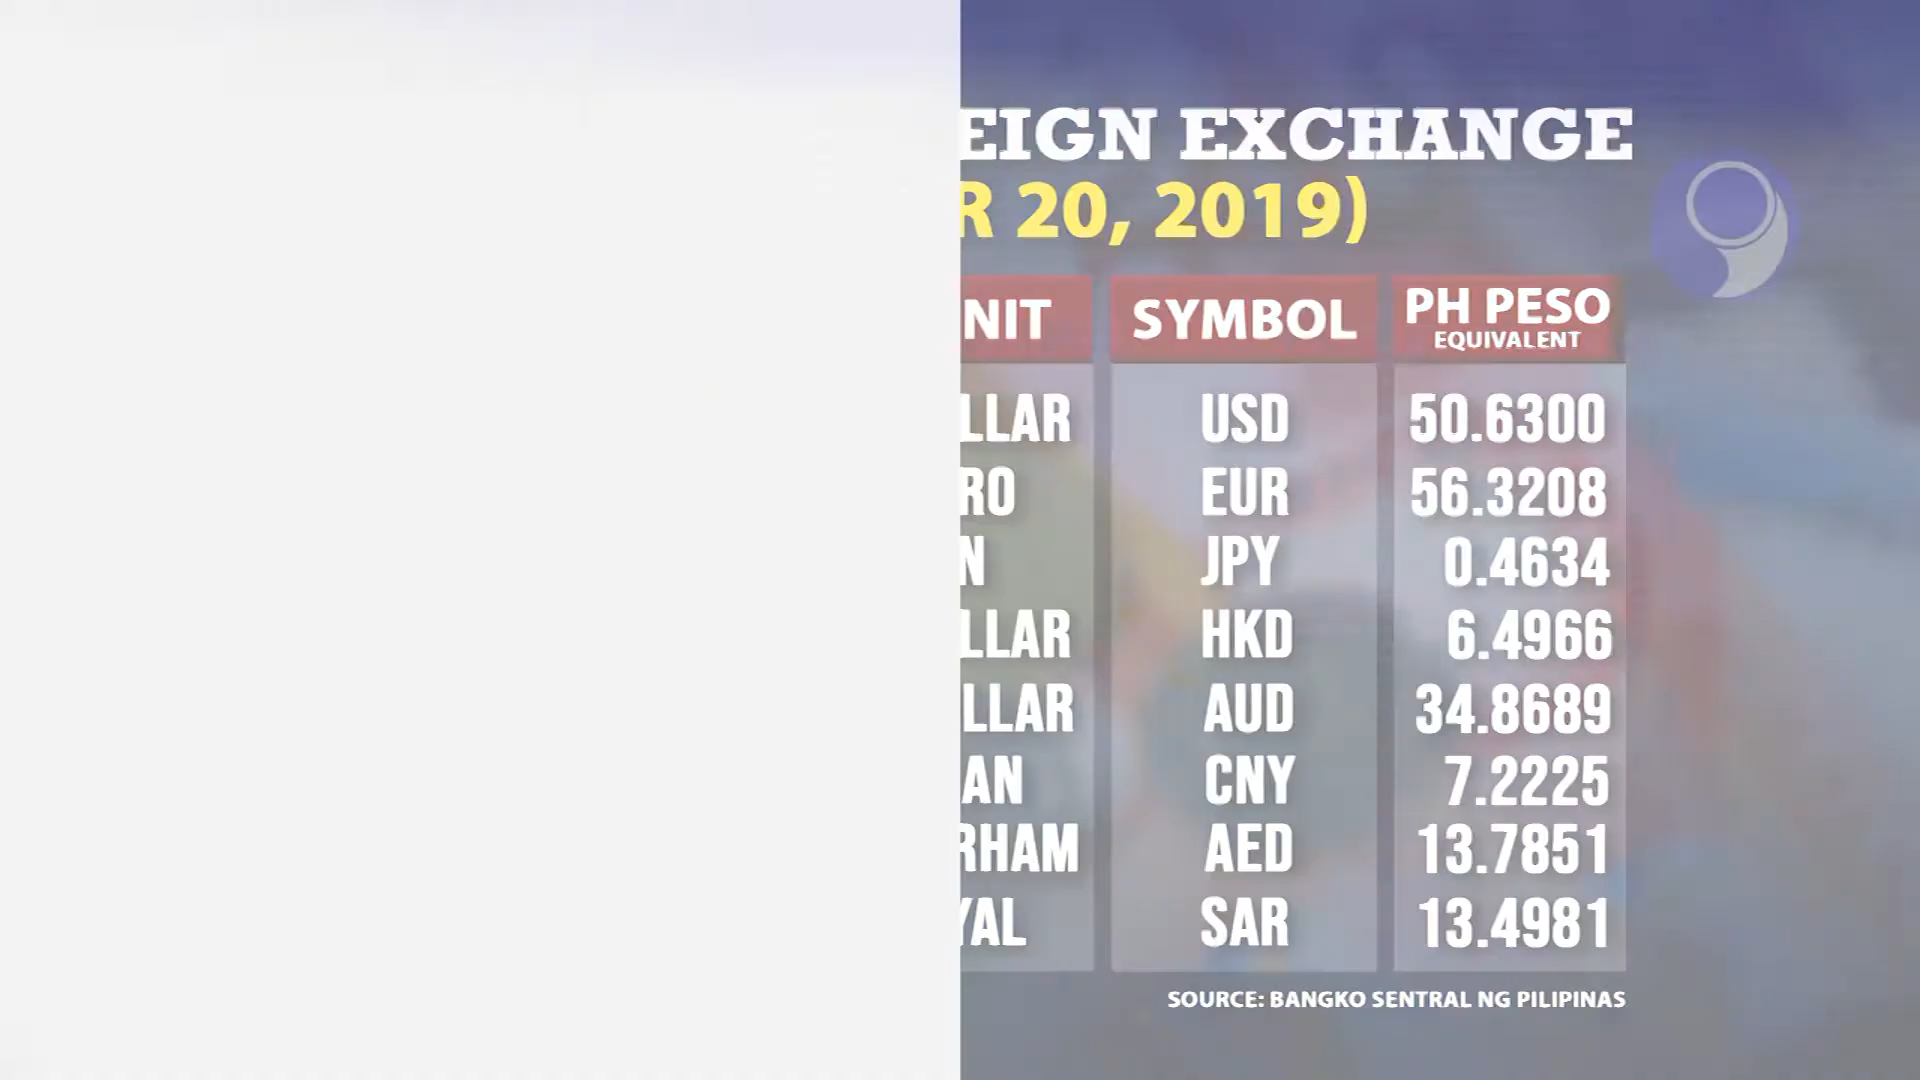 EIGN EXCHANGE
R 20, 2019)
NIT SYMBOL PH PESO
EQUIVALENT
LLAR USD 50.6300
RO EUR 56.3208
N JPY 0.4634
LLAR HKD 6.4966
LLAR AUD 34.8689
AN CNY 7.2225
RHAM AED 13.7851
YAL SAR 13.4981
SOURCE: BANGKO SENTRAL NG PILIPINAS